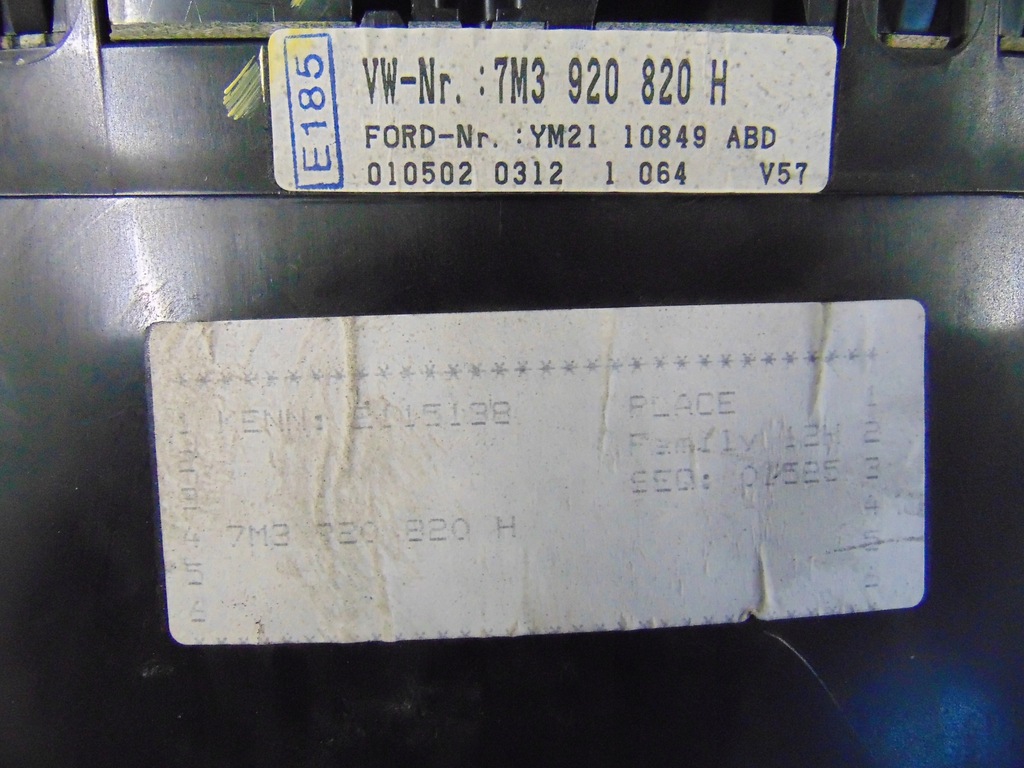 E185
VW-Nr. :7M3 920 820 H
FORD-Nr. :YM21 10849 ABD
010502 0312 1 064 V57
*************************************
KENN: PLACE
Family
SEQ:
7M3 920 820 H